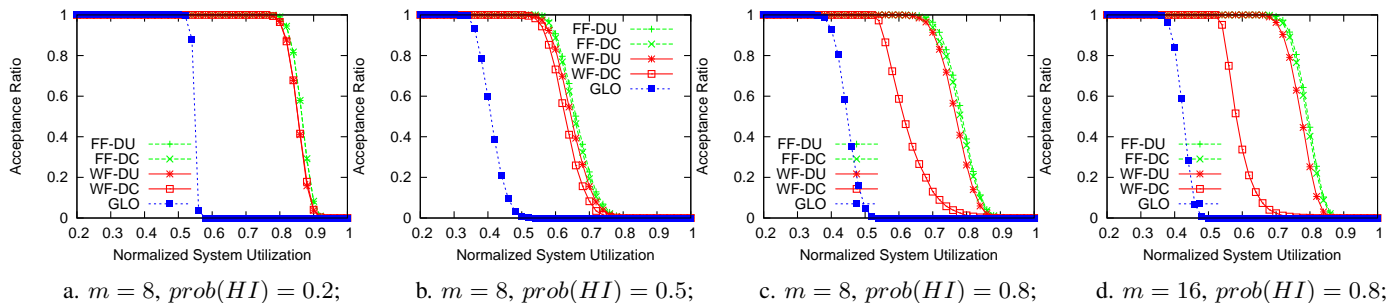 Acceptance Ratio
1
0.8
0.6
0.4
0.2
0
FF-DU
FF-DC
WF-DU
WF-DC
GLO
0.2 0.3 0.4 0.5 0.6 0.7 0.8 0.9 1
Normalized System Utilization
a. m = 8, prob(HI) = 0.2;
Acceptance Ratio
1
0.8
0.6
0.4
0.2
0
FF-DU
FF-DC
WF-DU
WF-DC
GLO
0.2 0.3 0.4 0.5 0.6 0.7 0.8 0.9 1
Normalized System Utilization
b. m = 8, prob(HI) = 0.5;
Acceptance Ratio
1
0.8
0.6
0.4
0.2
0
FF-DU
FF-DC
WF-DU
WF-DC
GLO
0.2 0.3 0.4 0.5 0.6 0.7 0.8 0.9 1
Normalized System Utilization
c. m = 8, prob(HI) = 0.8;
Acceptance Ratio
1
0.8
0.6
0.4
0.2
0
FF-DU
FF-DC
WF-DU
WF-DC
GLO
0.2 0.3 0.4 0.5 0.6 0.7 0.8 0.9 1
Normalized System Utilization
d. m = 16, prob(HI) = 0.8;